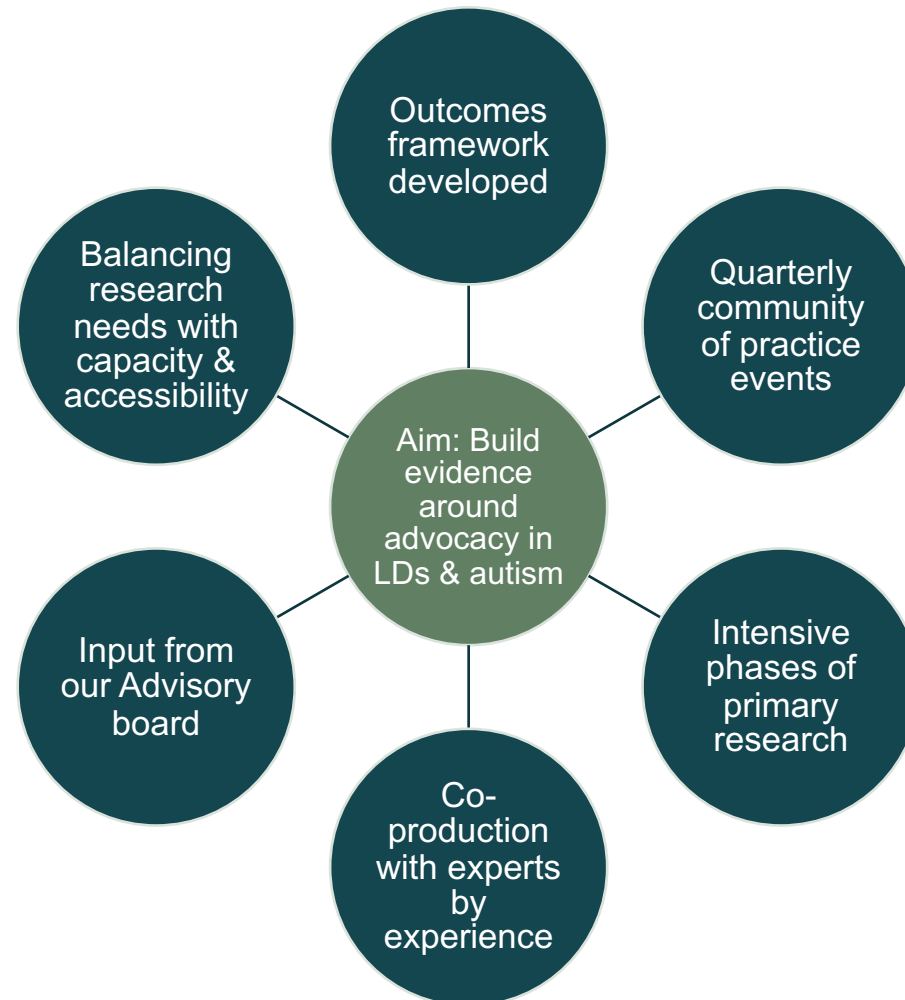 Outcomes
framework
developed
Balancing
research
needs with
capacity &
accessibility
Quarterly
community
of practice
events
Aim: Build
evidence
around
advocacy in
LDs & autism
Input from
our Advisory
board
Intensive
phases of
primary
research
Co-
production
with experts
by
experience